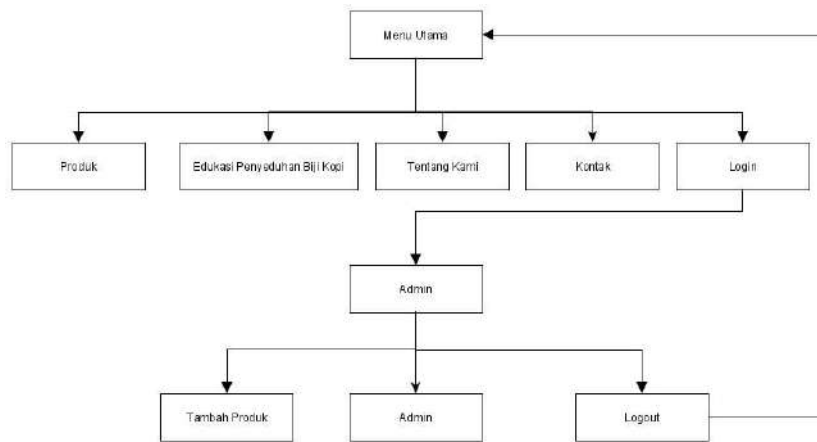 Menu Utama
Produk
Edukasi Penyeduhan Biji Kopi
Tentang Kami
Kontak
Login
Admin
Tambah Produk
Admin
Logout